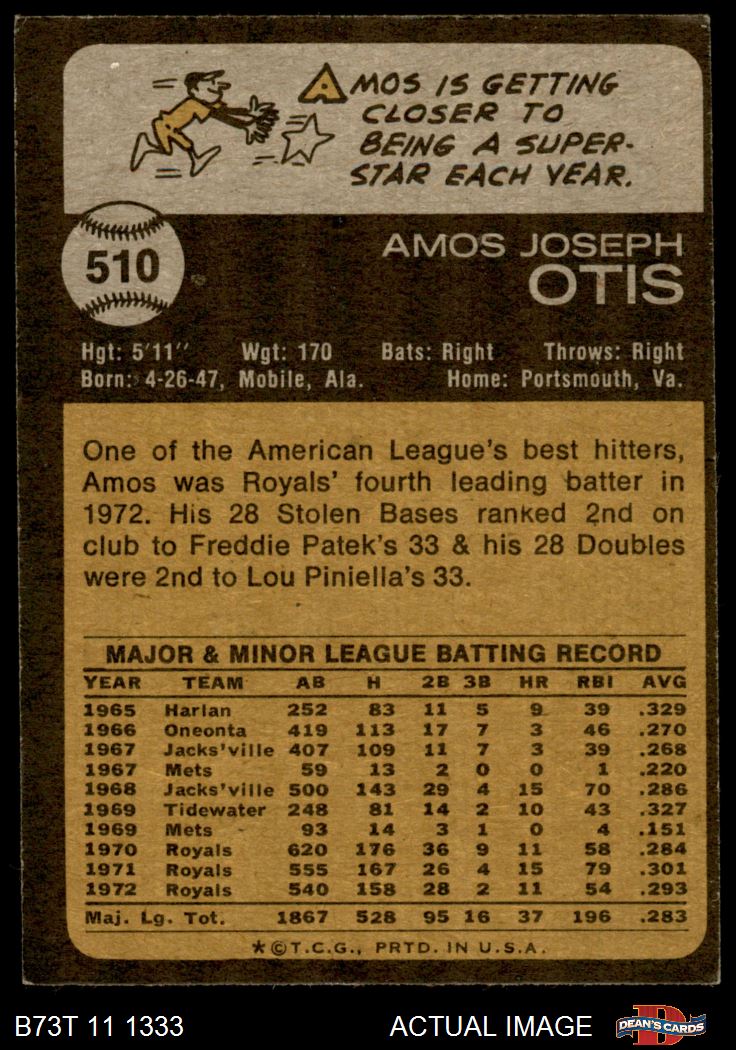 AMOS IS GETTING
CLOSER TO
BEING A SUPER-
STAR EACH YEAR.
510
AMOS JOSEPH
OTIS
Hgt: 5'11" Wgt: 170 Bats: Right Throws: Right
Born: 4-26-47, Mobile, Ala. Home: Portsmouth, Va.
One of the American League's best hitters,
Amos was Royals' fourth leading batter in
1972. His 28 Stolen Bases ranked 2nd on
club to Freddie Patek's 33 & his 28 Doubles
were 2nd to Lou Piniella's 33.
MAJOR & MINOR LEAGUE BATTING RECORD
YEAR TEAM AB H 2B 3B HR RBI AVG
1965 Harlan 252 83 11 5 9 39 .329
1966 Oneonta 419 113 17 7 3 46 .270
1967 Jacks'ville 407 109 11 7 3 39 .268
1967 Mets 59 13 2 0 0 1 .220
1968 Jacks'ville 500 143 29 4 15 70 .286
1969 Tidewater 248 81 14 2 10 43 .327
1969 Mets 93 14 3 1 0 4 .151
1970 Royals 620 176 36 9 11 58 .284
1971 Royals 555 167 26 4 15 79 .301
1972 Royals 540 158 28 2 11 54 .293
Maj. Lg. Tot. 1867 528 95 16 37 196 .283
★©T.C.G., PRTD. IN U.S.A.
B73T 11 1333 ACTUAL IMAGE D DEAN'S CARDS